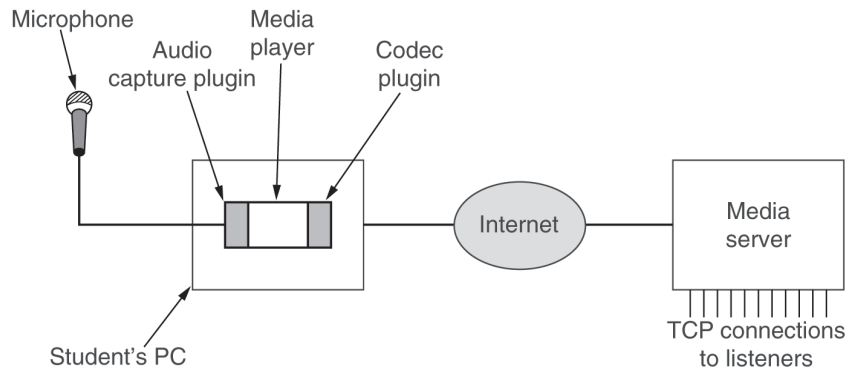 Microphone
Media
player
Audio
capture plugin
Codec
plugin
Internet
Media
server
Student's PC
TCP connections
to listeners